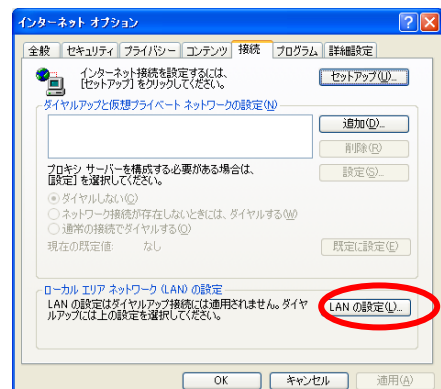 インターネット オプション
全般 セキュリティ プライバシー コンテンツ 接続 プログラム 詳細設定
インターネット接続を設定するには、
[セットアップ] をクリックしてください。
セットアップ(U)...
ダイヤルアップと仮想プライベート ネットワークの設定(N)
追加(D)...
削除(R)
プロキシ サーバーを構成する必要がある場合は、
[設定] を選択してください。
設定(S)...
ダイヤルしない(C)
ネットワーク接続が存在しないときには、ダイヤルする(W)
通常の接続でダイヤルする(O)
現在の既定値: なし
既定に設定(E)
ローカル エリア ネットワーク (LAN) の設定
LAN の設定はダイヤルアップ接続には適用されません。ダイヤ
ルアップには上の設定を選択してください。
LAN の設定(L)...
OK キャンセル 適用(A)